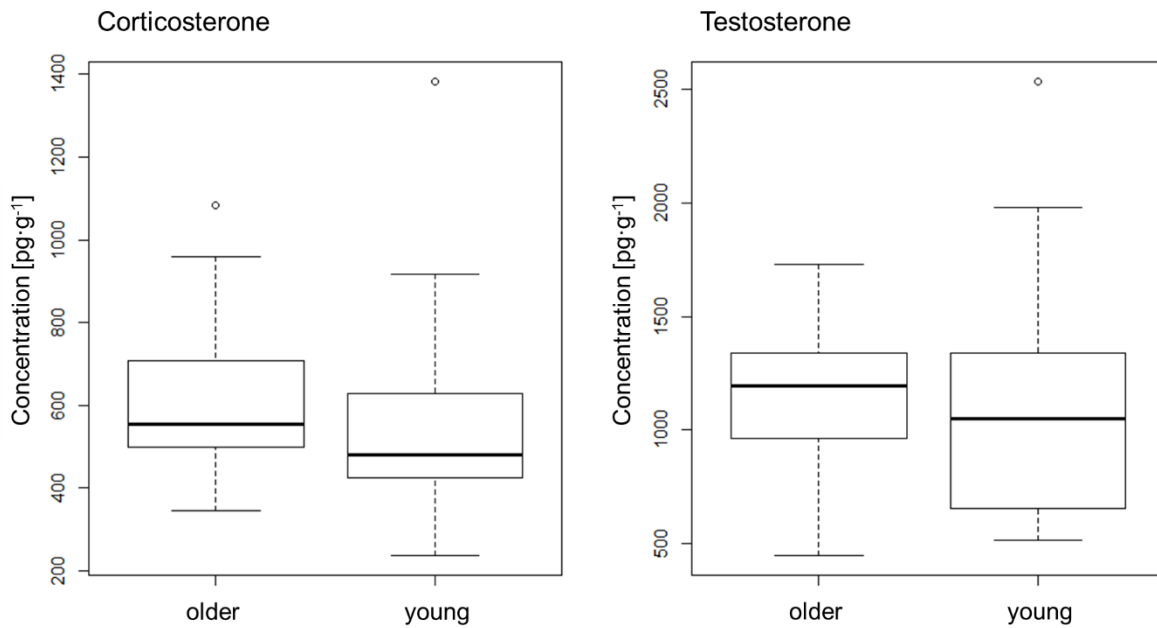 Corticosterone
Concentration [pg·g⁻¹]
1400
1200
1000
800
600
400
200
older young
Testosterone
Concentration [pg·g⁻¹]
2500
2000
1500
1000
500
older young